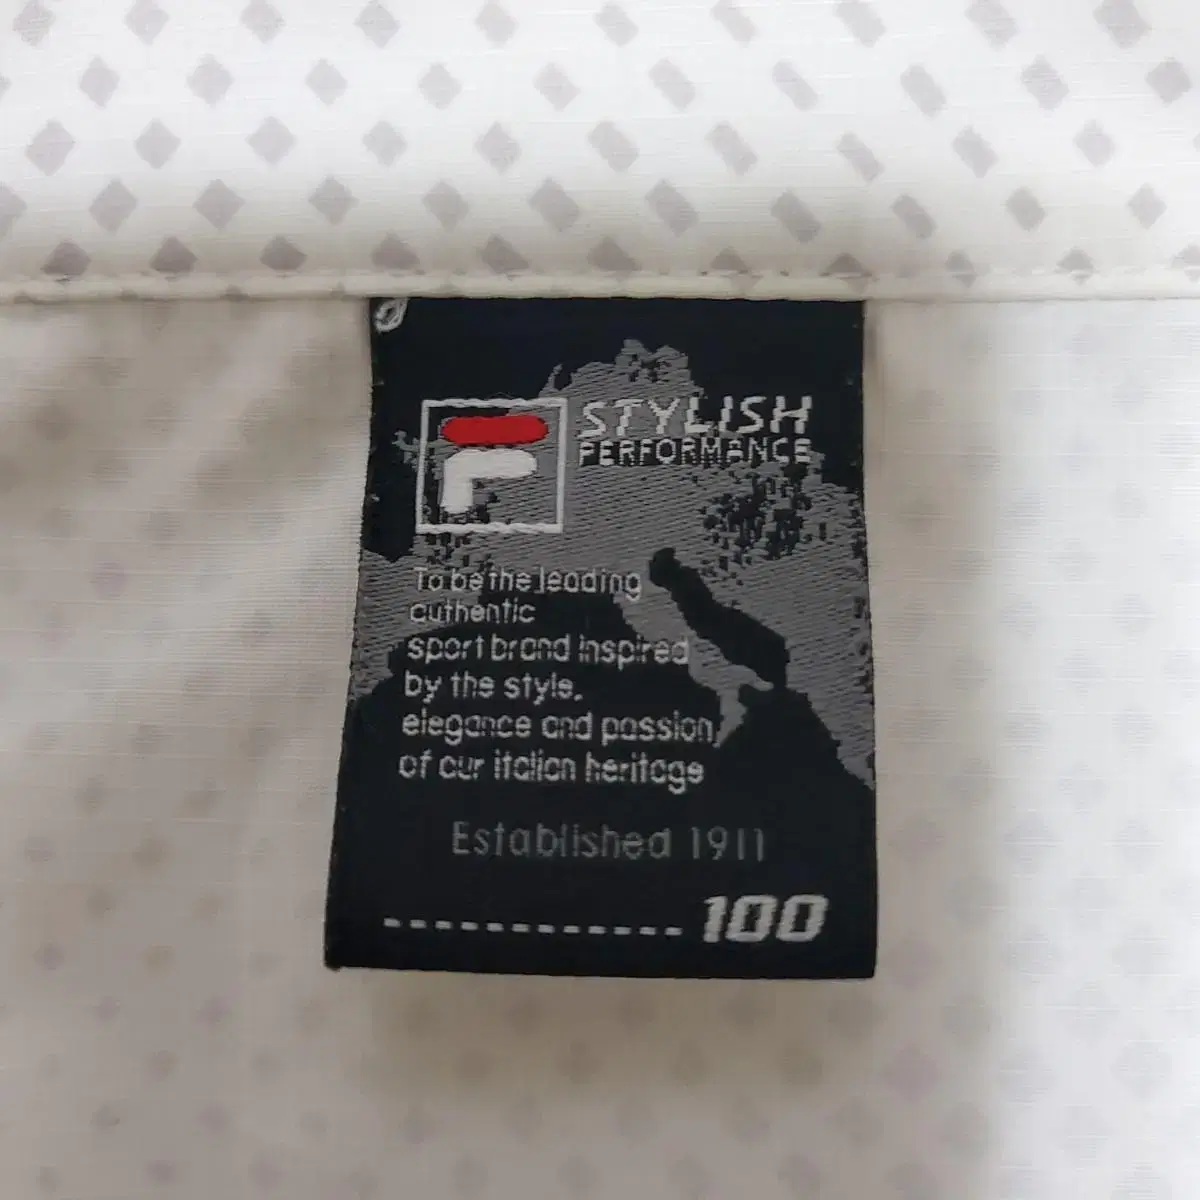 STYLISH
PERFORMANCE
To be the leading
authentic
sport brand inspired
by the style,
elegance and passion
of our italian heritage
Established 1911
100